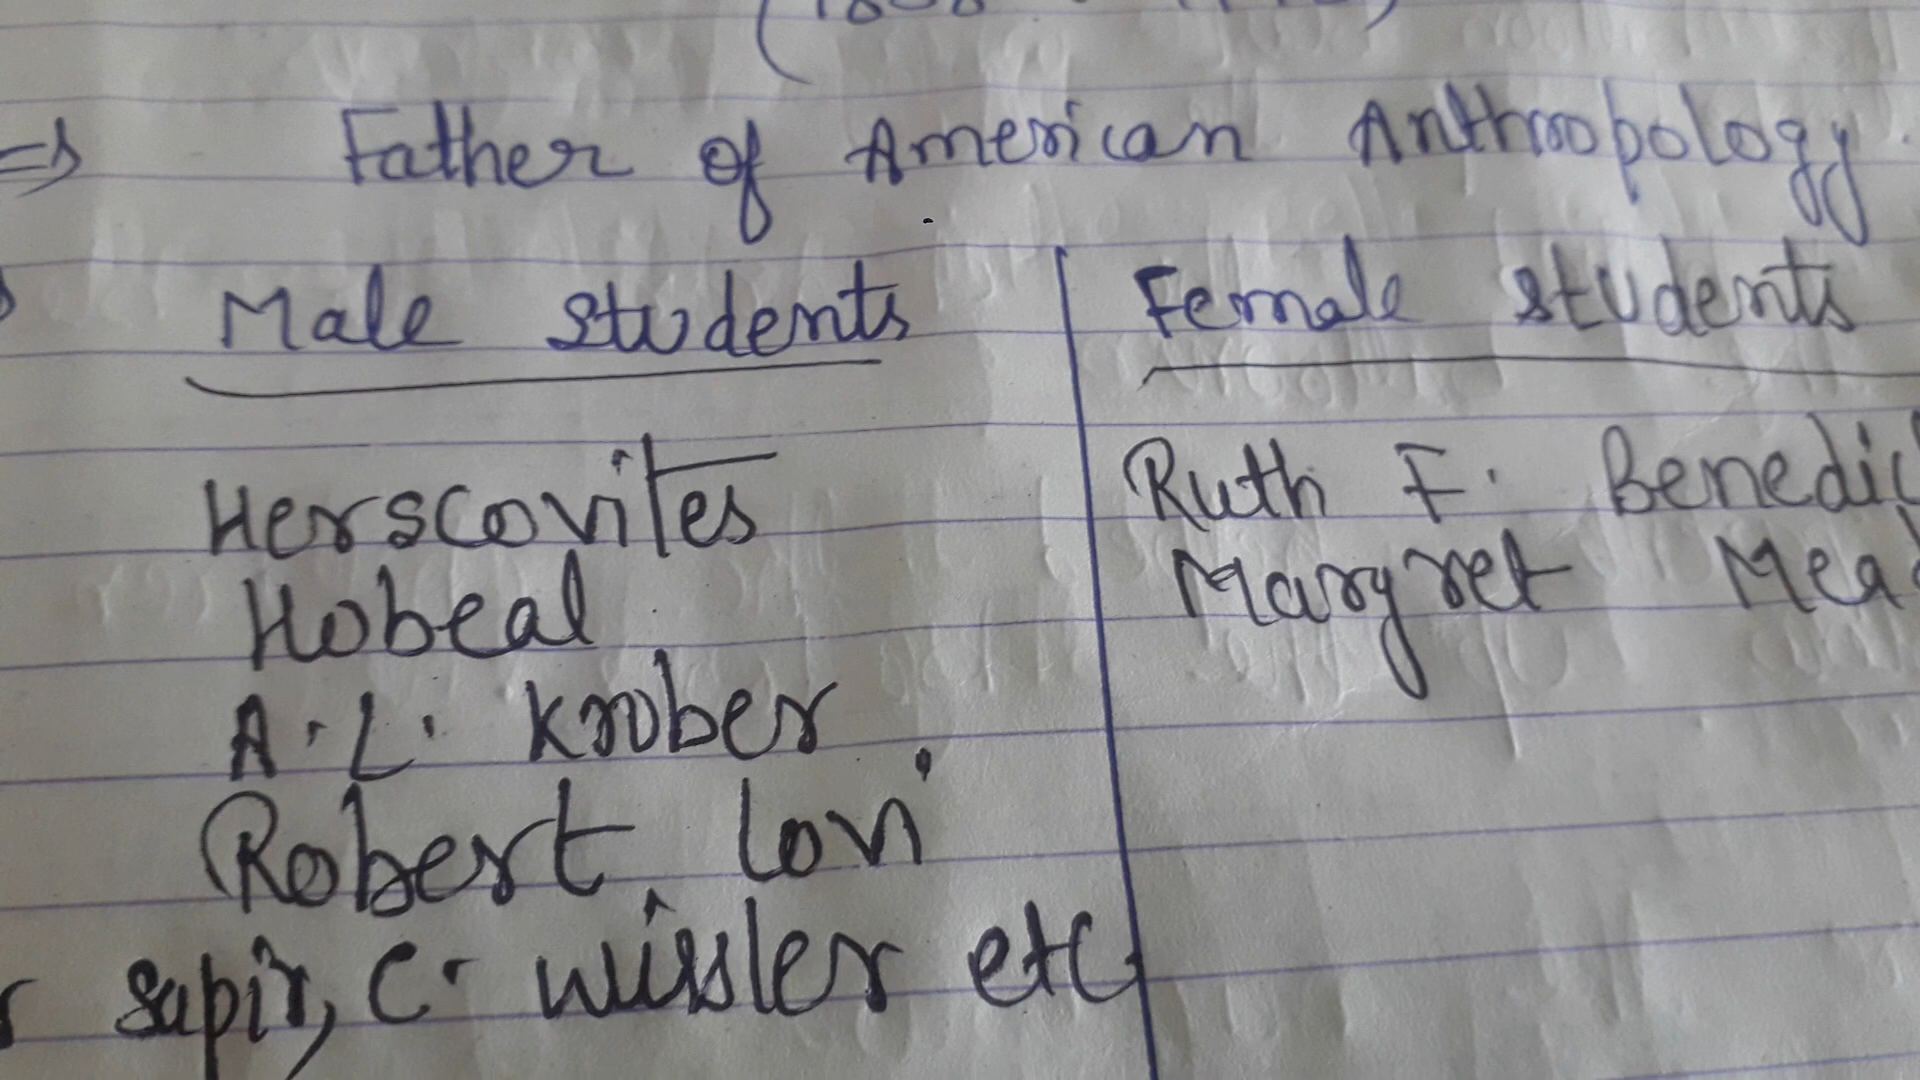 => Father of American Anthropology.
Male students
Female students
Herscovites
Hobeal
A. L. Krober
Robert Lovi
Sapir, C. Wissler etc.
Ruth F. Benedic
Margret Mea